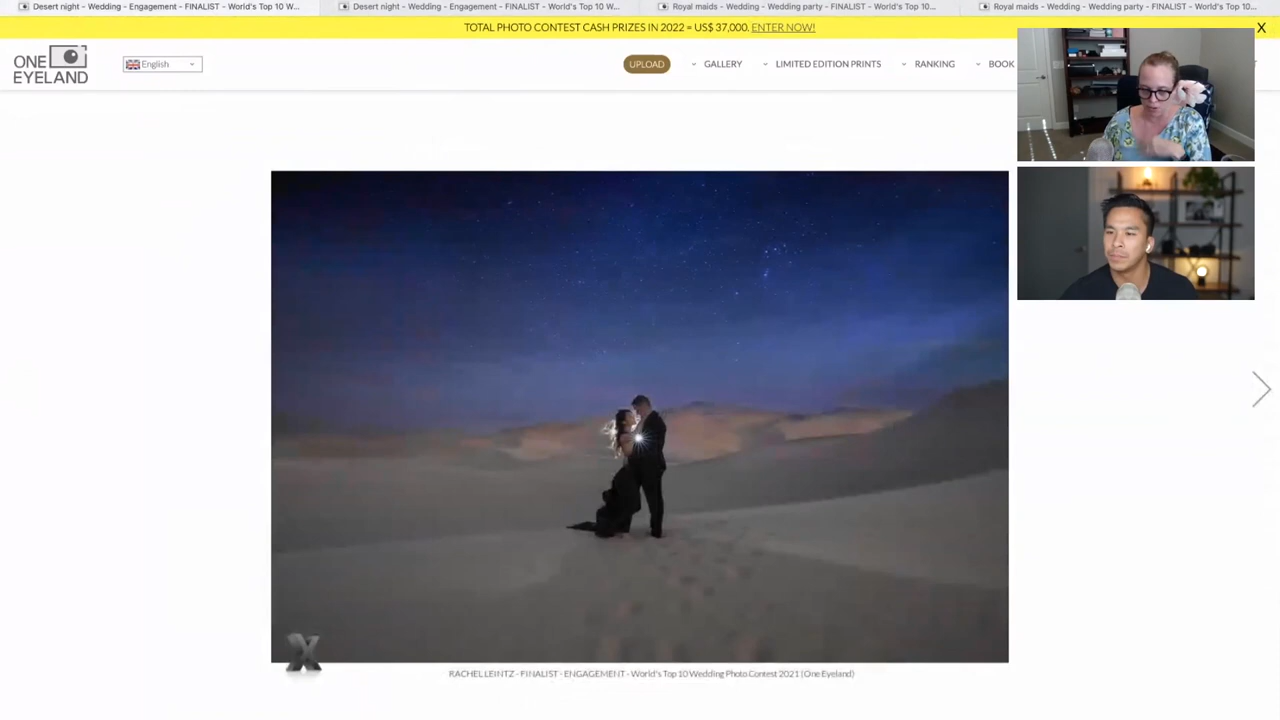 Desert night - Wedding - Engagement - FINALIST - World's Top 10 W...
Desert night - Wedding - Engagement - FINALIST - World's Top 10 W...
Royal maids - Wedding - Wedding party - FINALIST - World's Top 10...
Royal maids - Wedding - Wedding party - FINALIST - World's Top 10...
TOTAL PHOTO CONTEST CASH PRIZES IN 2022 = US$ 37,000. ENTER NOW!
X
ONE EYELAND
English
UPLOAD
GALLERY
LIMITED EDITION PRINTS
RANKING
BOOK
X
RACHEL LEINTZ - FINALIST - ENGAGEMENT - World's Top 10 Wedding Photo Contest 2021 (One Eyeland)